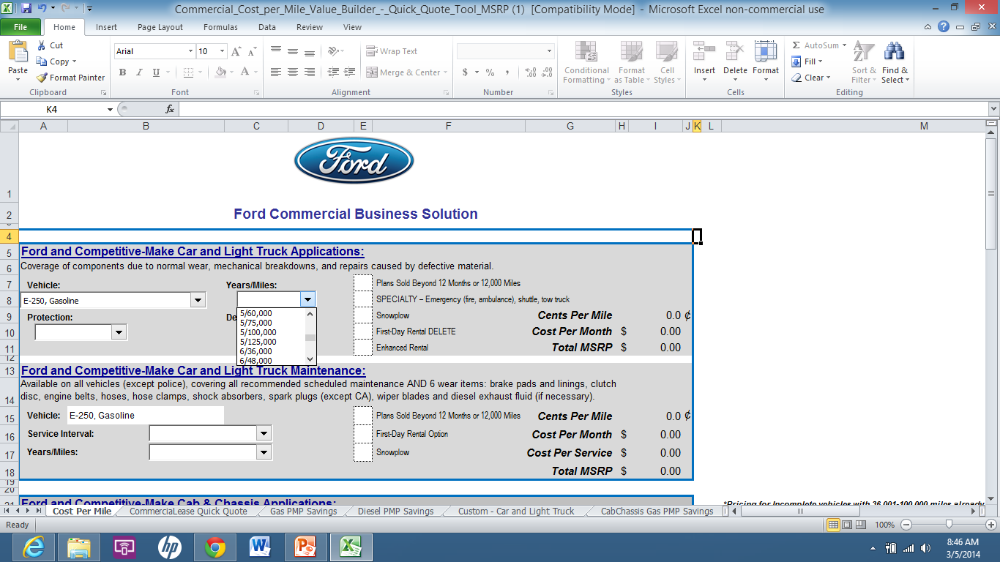 Commercial_Cost_per_Mile_Value_Builder_-_Quick_Quote_Tool_MSRP (1) [Compatibility Mode] - Microsoft Excel non-commercial use
File Home Insert Page Layout Formulas Data Review View
Paste Cut Copy Format Painter
Arial 10 A A
B I U A
Wrap Text
Merge & Center
$ % , .0 .00 .00 .0
Conditional Formatting Format as Table Cell Styles
Insert Delete Format
Σ AutoSum Fill Clear
Sort & Filter Find & Select
Clipboard Font Alignment Number Styles Cells Editing
K4 fx
A B C D E F G H I J K L M
Ford
1
2 Ford Commercial Business Solution
4
5 Ford and Competitive-Make Car and Light Truck Applications:
6 Coverage of components due to normal wear, mechanical breakdowns, and repairs caused by defective material.
7 Vehicle: Years/Miles: Plans Sold Beyond 12 Months or 12,000 Miles
8 E-250, Gasoline SPECIALTY – Emergency (fire, ambulance), shuttle, tow truck
9 Protection: De Snowplow Cents Per Mile 0.0 ¢
10 First-Day Rental DELETE Cost Per Month $ 0.00
11 Enhanced Rental Total MSRP $ 0.00
5/60,000
5/75,000
5/100,000
5/125,000
6/36,000
6/48,000
12
13 Ford and Competitive-Make Car and Light Truck Maintenance:
Available on all vehicles (except police), covering all recommended scheduled maintenance AND 6 wear items: brake pads and linings, clutch
14 disc, engine belts, hoses, hose clamps, shock absorbers, spark plugs (except CA), wiper blades and diesel exhaust fluid (if necessary).
15 Vehicle: E-250, Gasoline Plans Sold Beyond 12 Months or 12,000 Miles Cents Per Mile 0.0 ¢
16 Service Interval: First-Day Rental Option Cost Per Month $ 0.00
17 Years/Miles: Snowplow Cost Per Service $ 0.00
18 Total MSRP $ 0.00
19
20
21 Ford and Competitive-Make Cab & Chassis Applications: *Pricing for Incomplete vehicles with 36,001-100,000 miles already
Cost Per Mile CommerciaLease Quick Quote Gas PMP Savings Diesel PMP Savings Custom - Car and Light Truck CabChassis Gas PMP Savings
Ready 100%
hp W P X
8:46 AM
3/5/2014